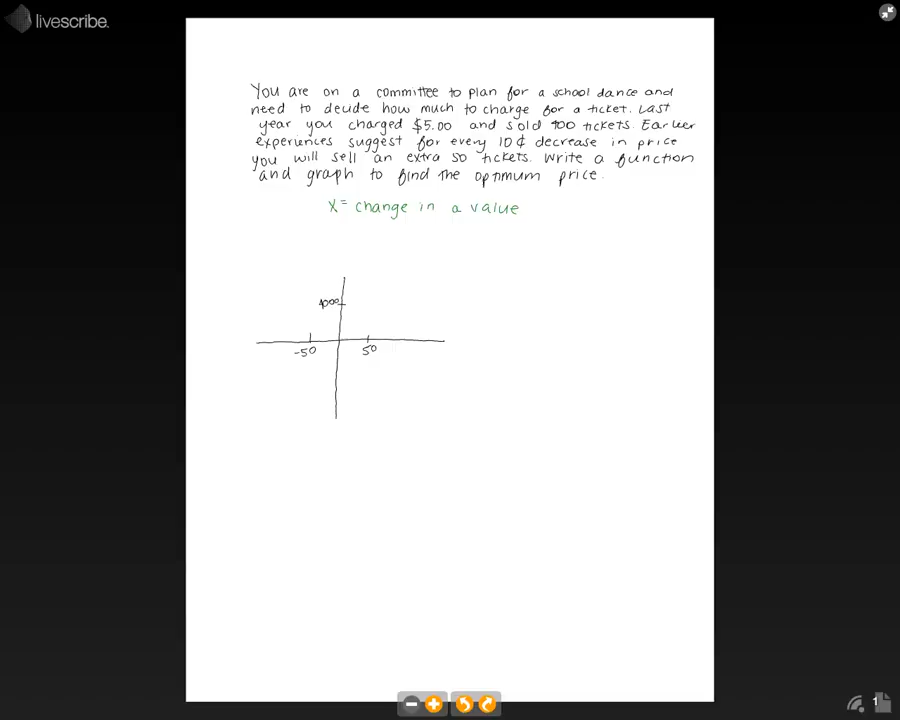 livescribe.
You are on a committee to plan for a school dance and
need to decide how much to charge for a ticket. Last
year you charged $5.00 and sold 400 tickets. Earlier
experiences suggest for every 10¢ decrease in price
you will sell an extra 50 tickets. Write a function
and graph to find the optimum price.
x = change in a value
1000
-50 50
1